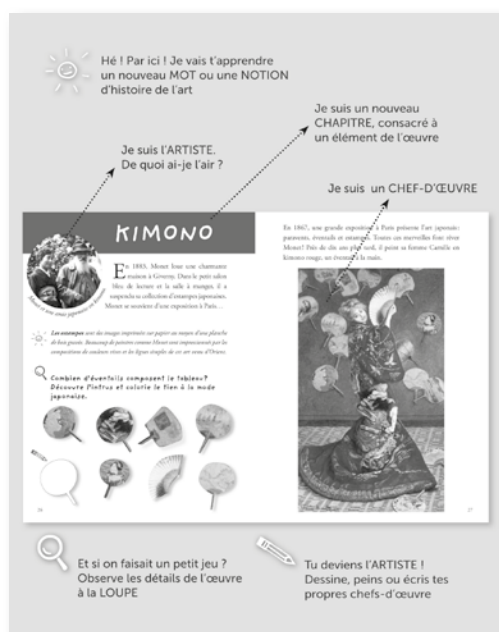 Hé ! Par ici ! Je vais t'apprendre
un nouveau MOT ou une NOTION
d'histoire de l'art
Je suis un nouveau
CHAPITRE, consacré à
un élément de l'œuvre
Je suis l'ARTISTE.
De quoi ai-je l'air ?
Je suis un CHEF-D'ŒUVRE
KIMONO
En 1883, Monet loue une charmante
maison à Giverny. Dans le petit salon
bleu de lecture et la salle à manger, il a
suspendu sa collection d'estampes japonaises.
Monet se souvient d'une exposition à Paris…
Monet et ses amis japonais
Les estampes sont des images imprimées sur papier au moyen d'une planche
de bois gravée. Beaucoup de peintres comme Monet sont impressionnés par les
compositions de couleurs vives et les lignes simples de cet art venu d'Orient.
Combien d'éventails composent le tableau ?
Découvre l'intrus et colorie le tien à la mode
japonaise.
26
En 1867, une grande exposition à Paris présente l'art japonais :
paravents, éventails et estampes. Toutes ces merveilles font rêver
Monet ! Près de dix ans plus tard, il peint sa femme Camille en
kimono rouge, un éventail à la main.
27
Et si on faisait un petit jeu ?
Observe les détails de l'œuvre
à la LOUPE
Tu deviens l'ARTISTE !
Dessine, peins ou écris tes
propres chefs-d'œuvre